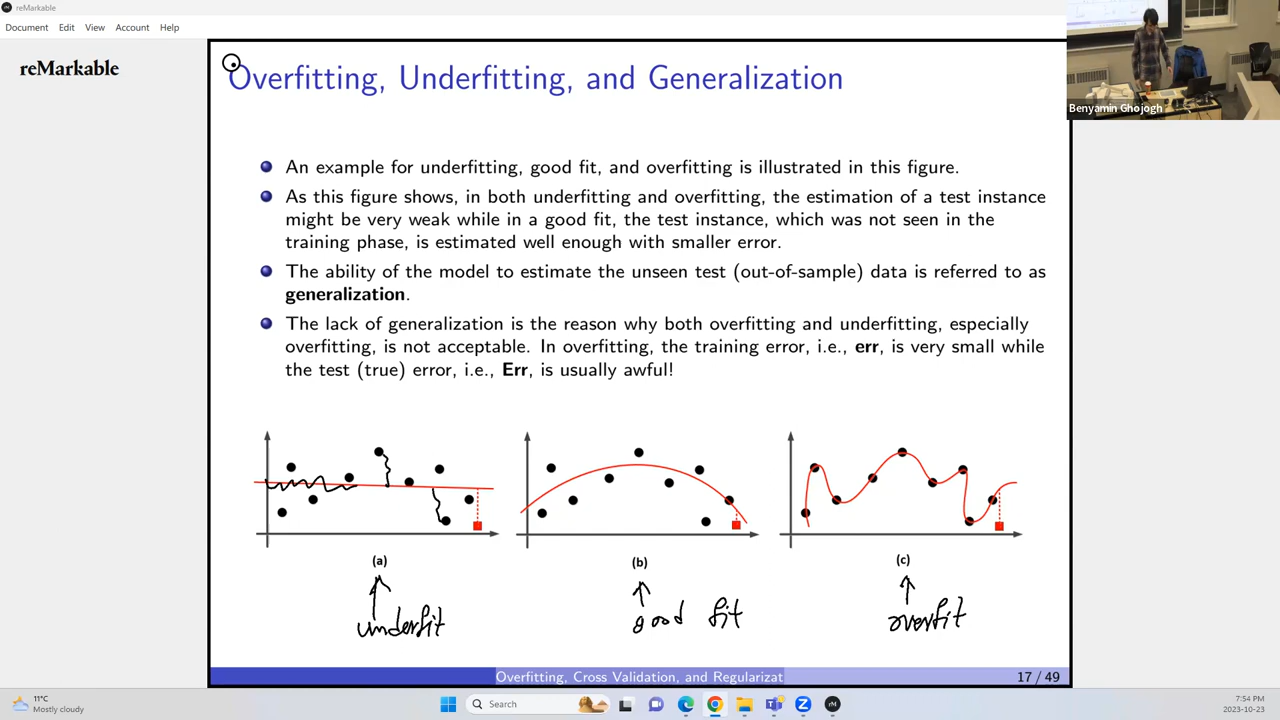 reMarkable
Document Edit View Account Help
reMarkable
Benyamin Ghojogh
Overfitting, Underfitting, and Generalization
An example for underfitting, good fit, and overfitting is illustrated in this figure.
As this figure shows, in both underfitting and overfitting, the estimation of a test instance
might be very weak while in a good fit, the test instance, which was not seen in the
training phase, is estimated well enough with smaller error.
The ability of the model to estimate the unseen test (out-of-sample) data is referred to as
generalization.
The lack of generalization is the reason why both overfitting and underfitting, especially
overfitting, is not acceptable. In overfitting, the training error, i.e., err, is very small while
the test (true) error, i.e., Err, is usually awful!
(a) (b) (c)
underfit good fit overfit
Overfitting, Cross Validation, and Regularizat 17 / 49
11°C
Mostly cloudy
Search
7:54 PM
2023-10-23